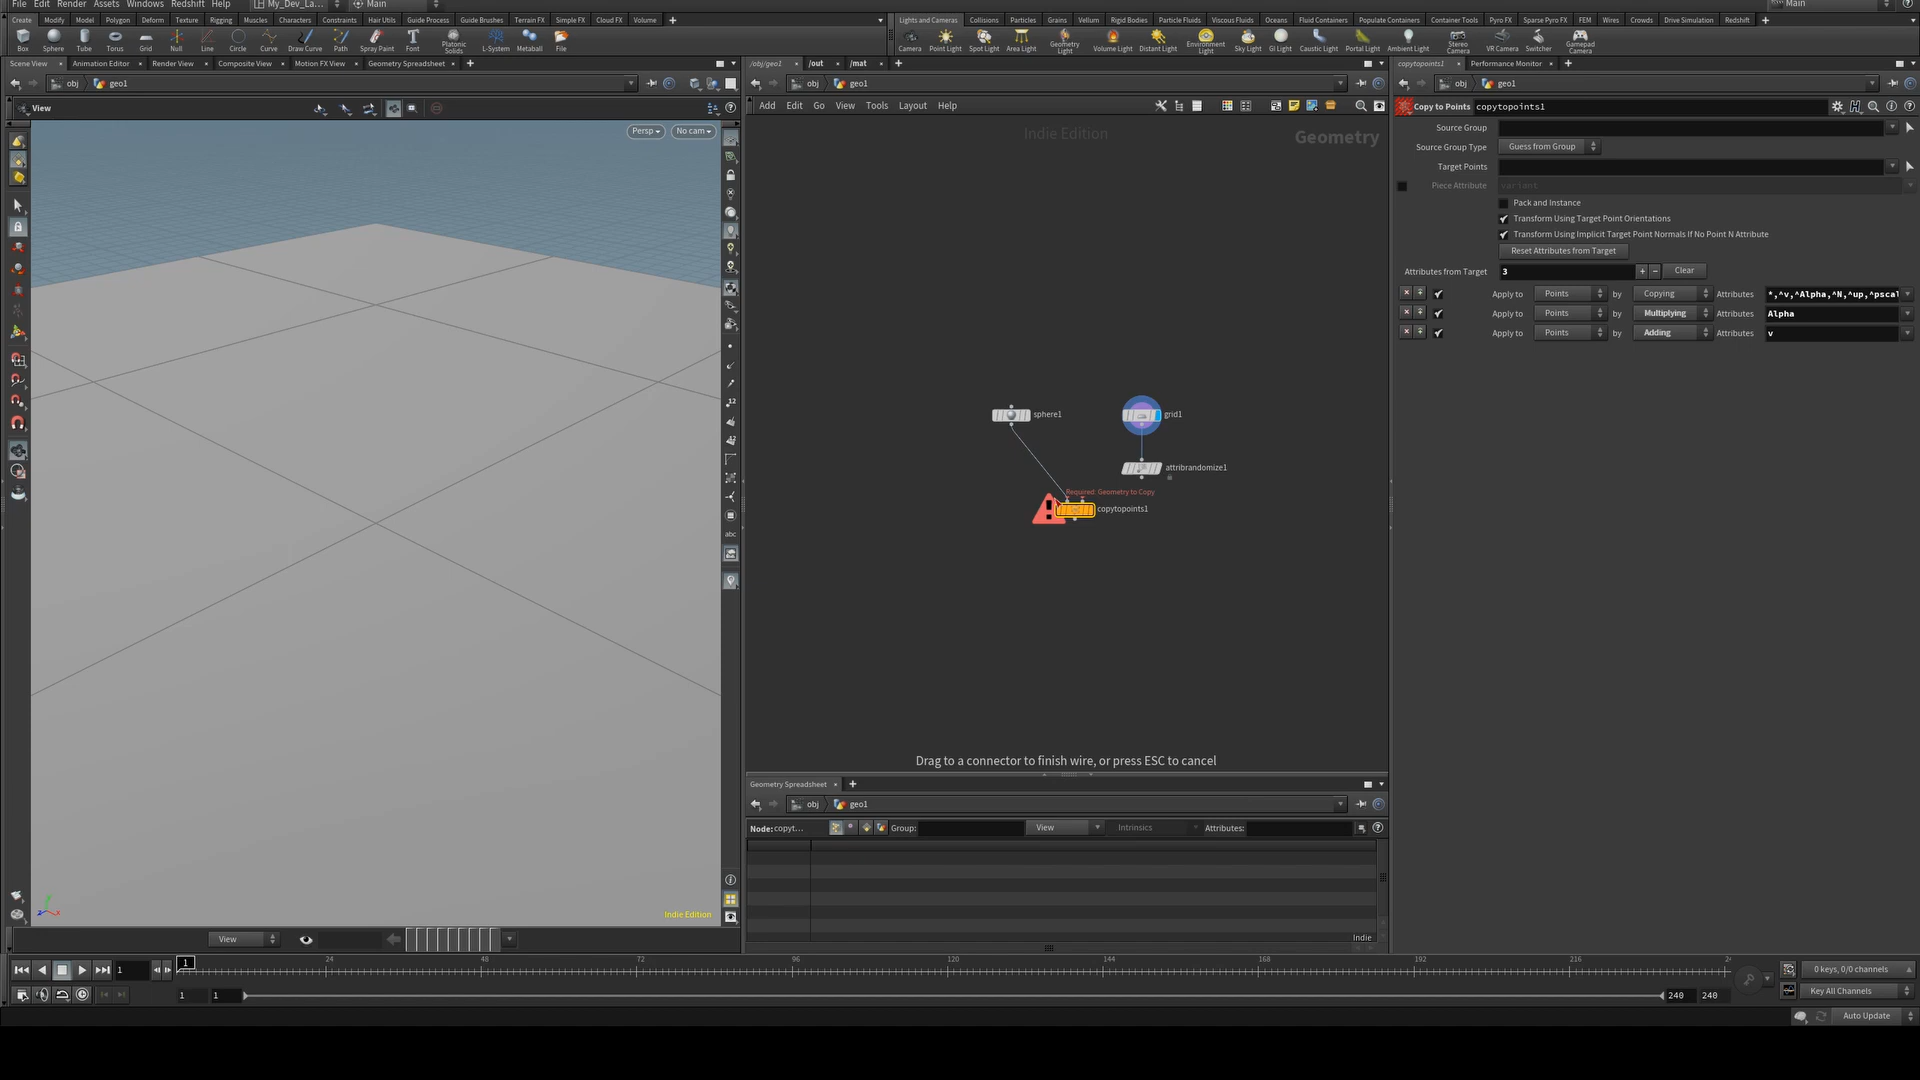 File Edit Render Assets Windows Redshift Help My_Dev_La... Main Main
Create Modify Model Polygon Deform Texture Rigging Muscles Characters Constraints Hair Utils Guide Process Guide Brushes Terrain FX Simple FX Cloud FX Volume
Lights and Cameras Collisions Particles Grains Vellum Rigid Bodies Particle Fluids Viscous Fluids Oceans Fluid Containers Populate Containers Container Tools Pyro FX Sparse Pyro FX FEM Wires Crowds Drive Simulation Redshift
Box Sphere Tube Torus Grid Null Line Circle Curve Draw Curve Path Spray Paint Font Platonic Solids L-System Metaball File
Camera Point Light Spot Light Area Light Geometry Light Volume Light Distant Light Environment Light Sky Light GI Light Caustic Light Portal Light Ambient Light Stereo Camera VR Camera Switcher Gamepad Camera
Scene View Animation Editor Render View Composite View Motion FX View Geometry Spreadsheet
/obj/geo1 /out /mat
copytopoints1 Performance Monitor
obj geo1
obj geo1
obj geo1
View
Persp No cam
Add Edit Go View Tools Layout Help
Indie Edition
Geometry
sphere1
grid1
attribrandomize1
Required: Geometry to Copy
copytopoints1
Drag to a connector to finish wire, or press ESC to cancel
Copy to Points copytopoints1
Source Group
Source Group Type Guess from Group
Target Points
Piece Attribute variant
Pack and Instance
Transform Using Target Point Orientations
Transform Using Implicit Target Point Normals If No Point N Attribute
Reset Attributes from Target
Attributes from Target 3 + - Clear
Apply to Points by Copying Attributes *,^v,^Alpha,^N,^up,^pscal
Apply to Points by Multiplying Attributes Alpha
Apply to Points by Adding Attributes v
12
abc
Indie Edition
Geometry Spreadsheet
obj geo1
Node: copyt... Group: View Intrinsics Attributes:
Indie
View
1 1 24 48 72 96 120 144 168 192 216
1 1 240 240
0 keys, 0/0 channels
Key All Channels
Auto Update